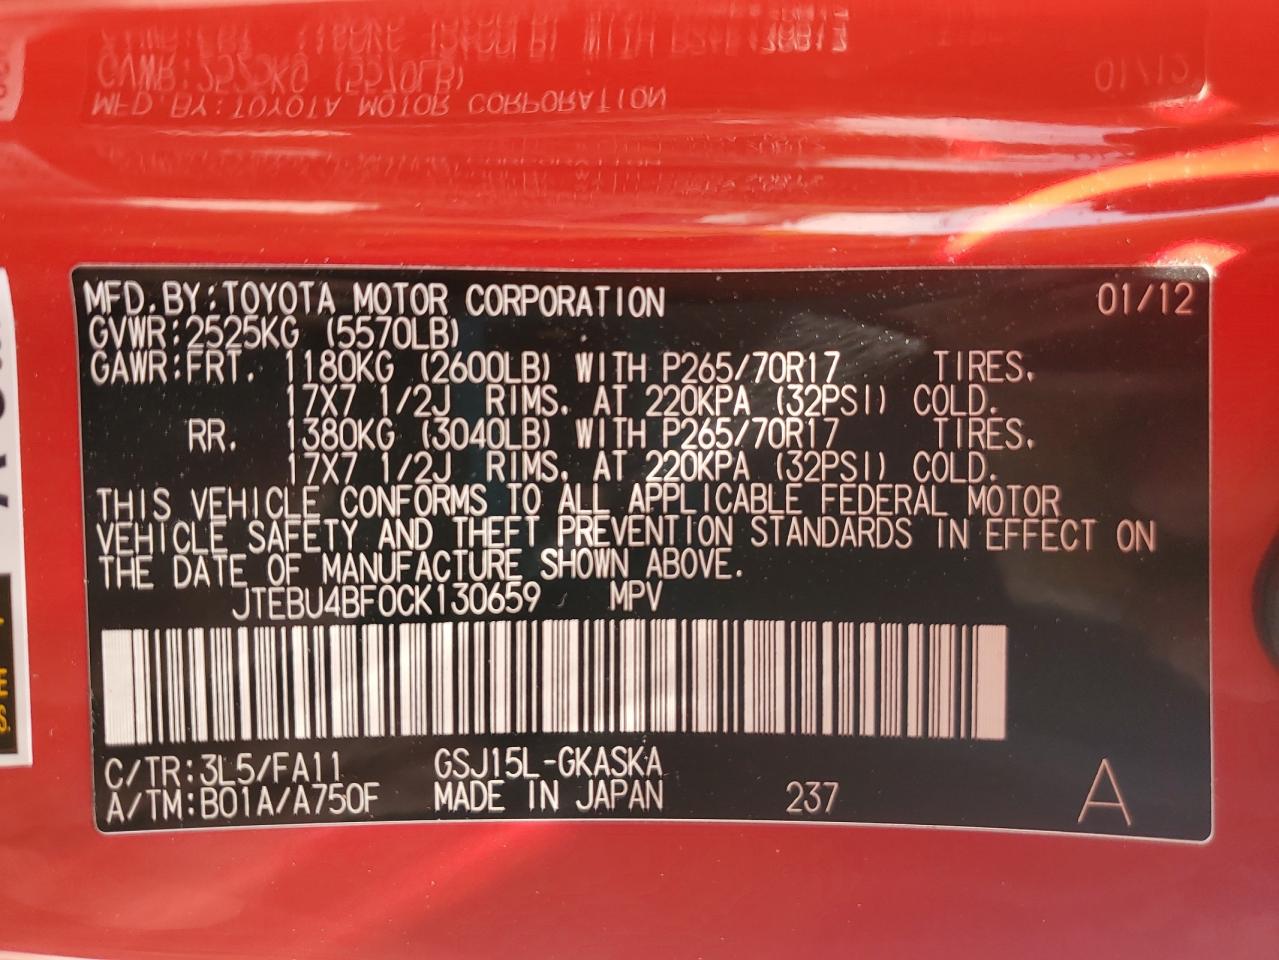 MFD. BY:TOYOTA MOTOR CORPORATION 01/12
GVWR:2525KG (5570LB)
GAWR:FRT. 1180KG (2600LB) WITH P265/70R17 TIRES.
17X7 1/2J RIMS. AT 220KPA (32PSI) COLD.
RR. 1380KG (3040LB) WITH P265/70R17 TIRES.
17X7 1/2J RIMS. AT 220KPA (32PSI) COLD.
THIS VEHICLE CONFORMS TO ALL APPLICABLE FEDERAL MOTOR
VEHICLE SAFETY AND THEFT PREVENTION STANDARDS IN EFFECT ON
THE DATE OF MANUFACTURE SHOWN ABOVE.
JTEBU4BF0CK130659 MPV
C/TR:3L5/FA11 GSJ15L-GKASKA
A/TM:B01A/A750F MADE IN JAPAN 237 A